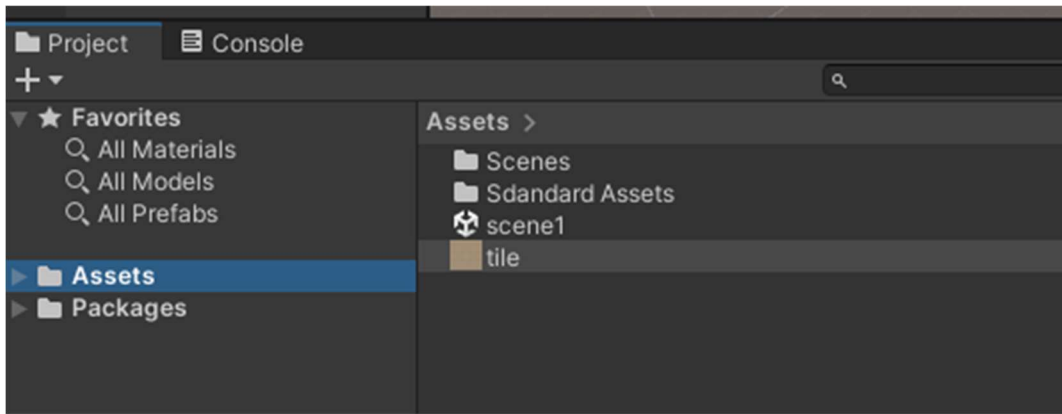 Project Console
Favorites
All Materials
All Models
All Prefabs
Assets
Packages
Assets >
Scenes
Sdandard Assets
scene1
tile